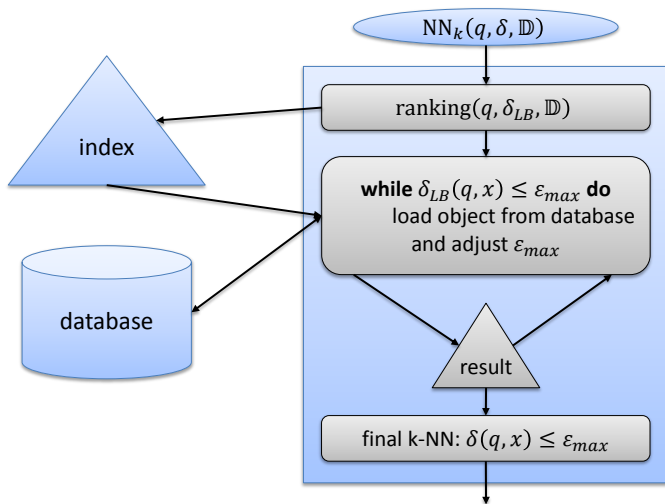 NNₖ(q, δ, 𝔻)
ranking(q, δ_LB, 𝔻)
index
while δ_LB(q, x) ≤ ε_max do
load object from database
and adjust ε_max
database
result
final k-NN: δ(q, x) ≤ ε_max